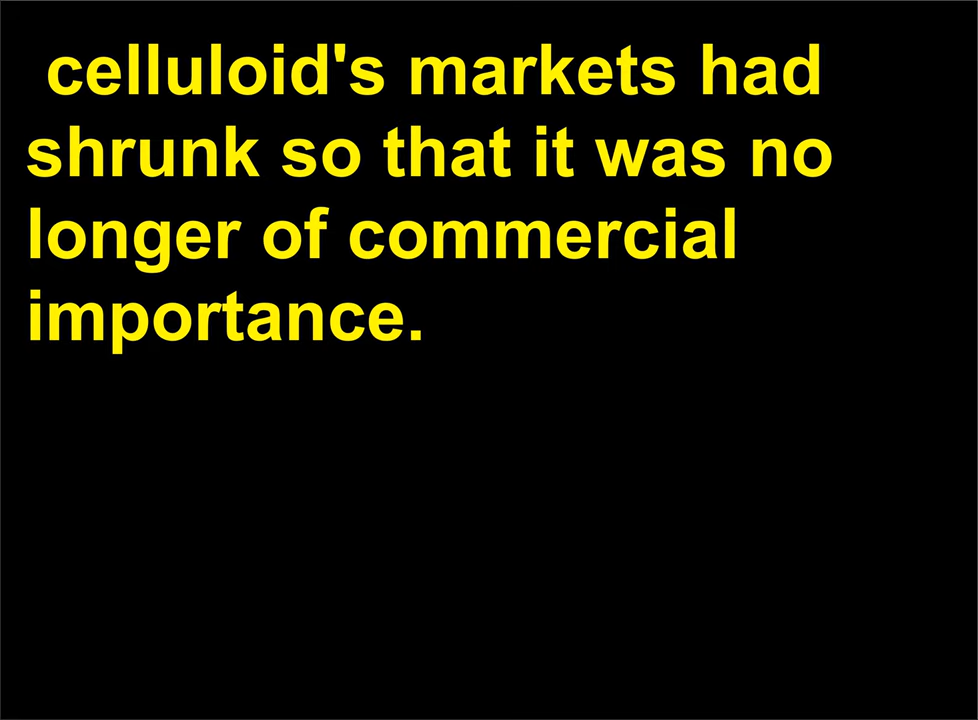 celluloid's markets had
shrunk so that it was no
longer of commercial
importance.